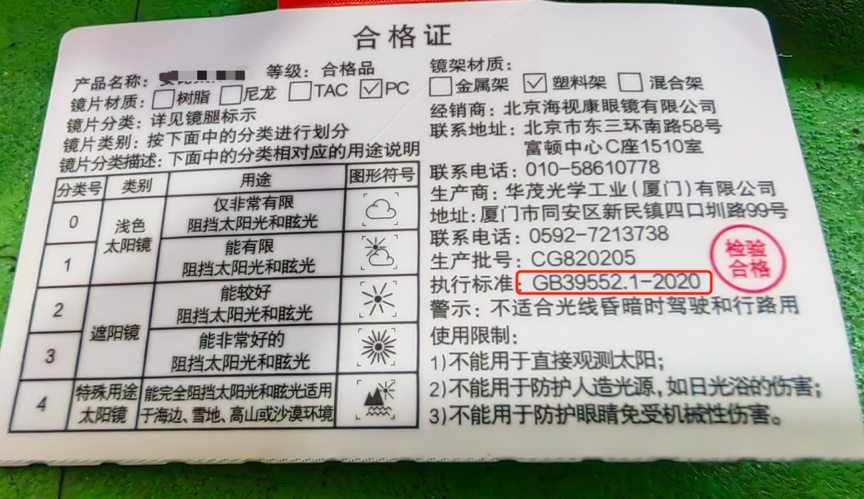 合格证
产品名称: 等级: 合格品
镜片材质: 树脂 尼龙 TAC PC
镜片分类: 详见镜腿标示
镜片类别: 按下面中的分类进行划分
镜片分类描述: 下面中的分类相对应的用途说明
分类号 类别 用途 图形符号
0 浅色太阳镜 仅非常有限
阻挡太阳光和眩光
1 能有限
阻挡太阳光和眩光
2 遮阳镜 能较好
阻挡太阳光和眩光
3 能非常好的
阻挡太阳光和眩光
4 特殊用途 能完全阻挡太阳光和眩光适用
太阳镜 于海边、雪地、高山或沙漠环境
镜架材质:
金属架 塑料架 混合架
经销商: 北京海视康眼镜有限公司
联系地址: 北京市东三环南路58号
富顿中心C座1510室
联系电话: 010-58610778
生产商: 华茂光学工业(厦门)有限公司
地址: 厦门市同安区新民镇四口圳路99号
联系电话: 0592-7213738
生产批号: CG820205
执行标准: GB39552.1-2020
检验
合格
警示: 不适合光线昏暗时驾驶和行路用
使用限制:
1)不能用于直接观测太阳;
2)不能用于防护人造光源, 如日光浴的伤害;
3)不能用于防护眼睛免受机械性伤害。